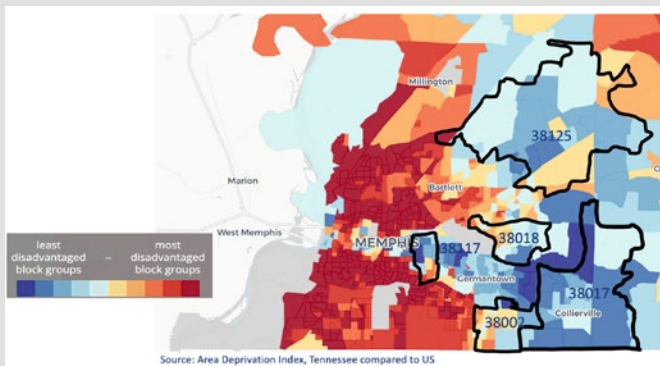 Millington
38125
Marion
Bartlett
West Memphis
MEMPHIS
38018
38117
Germantown
38017
Collierville
38002
least
disadvantaged
block groups
–
most
disadvantaged
block groups
Source: Area Deprivation Index, Tennessee compared to US